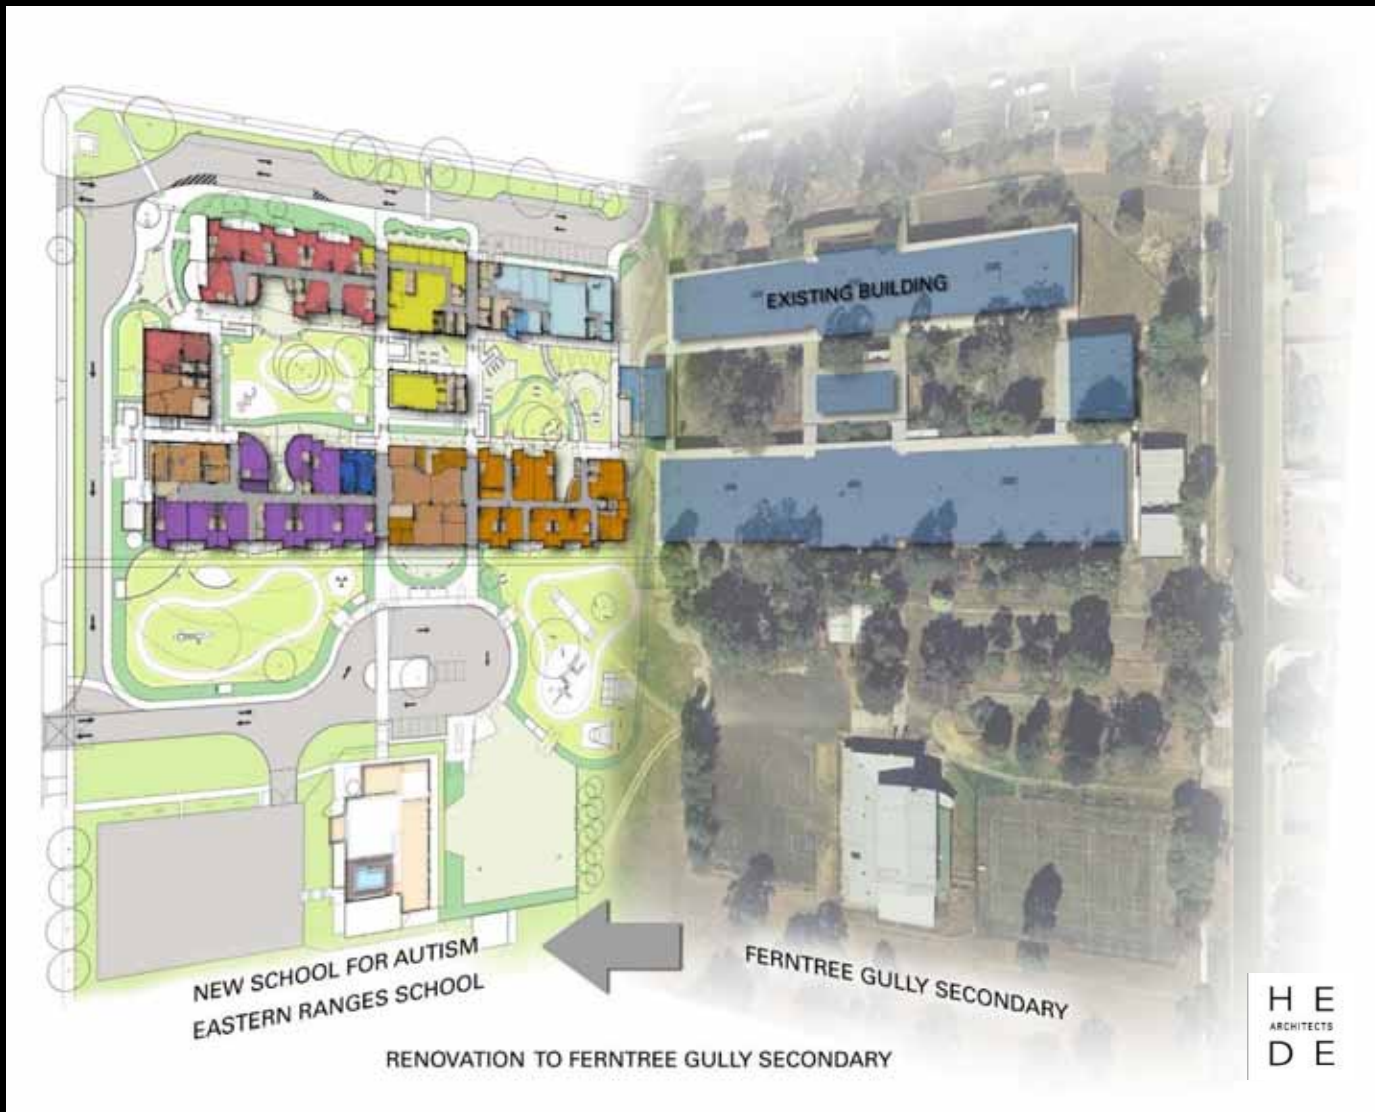 EXISTING BUILDING
NEW SCHOOL FOR AUTISM
EASTERN RANGES SCHOOL
FERNTREE GULLY SECONDARY
RENOVATION TO FERNTREE GULLY SECONDARY
H E
ARCHITECTS
D E